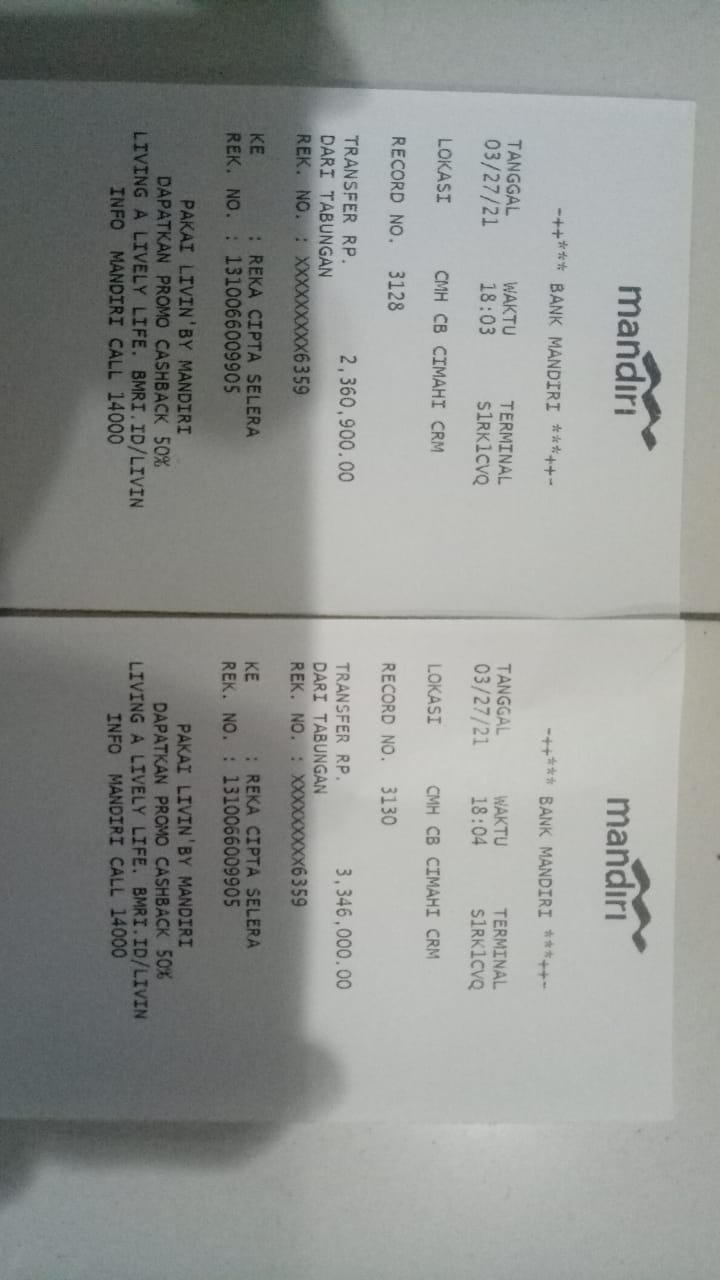 mandırı
-++*** BANK MANDIRI ***++-
TANGGAL WAKTU TERMINAL
03/27/21 18:03 S1RK1CVQ
LOKASI CMH CB CIMAHI CRM
RECORD NO. 3128
TRANSFER RP. 2,360,900.00
DARI TABUNGAN
REK. NO. : XXXXXXXXX6359
KE : REKA CIPTA SELERA
REK. NO. : 1310066009905
PAKAI LIVIN'BY MANDIRI
DAPATKAN PROMO CASHBACK 50%
LIVING A LIVELY LIFE. BMRI.ID/LIVIN
INFO MANDIRI CALL 14000
mandırı
-++*** BANK MANDIRI ***++-
TANGGAL WAKTU TERMINAL
03/27/21 18:04 S1RK1CVQ
LOKASI CMH CB CIMAHI CRM
RECORD NO. 3130
TRANSFER RP. 3,346,000.00
DARI TABUNGAN
REK. NO. : XXXXXXXXX6359
KE : REKA CIPTA SELERA
REK. NO. : 1310066009905
PAKAI LIVIN'BY MANDIRI
DAPATKAN PROMO CASHBACK 50%
LIVING A LIVELY LIFE. BMRI.ID/LIVIN
INFO MANDIRI CALL 14000